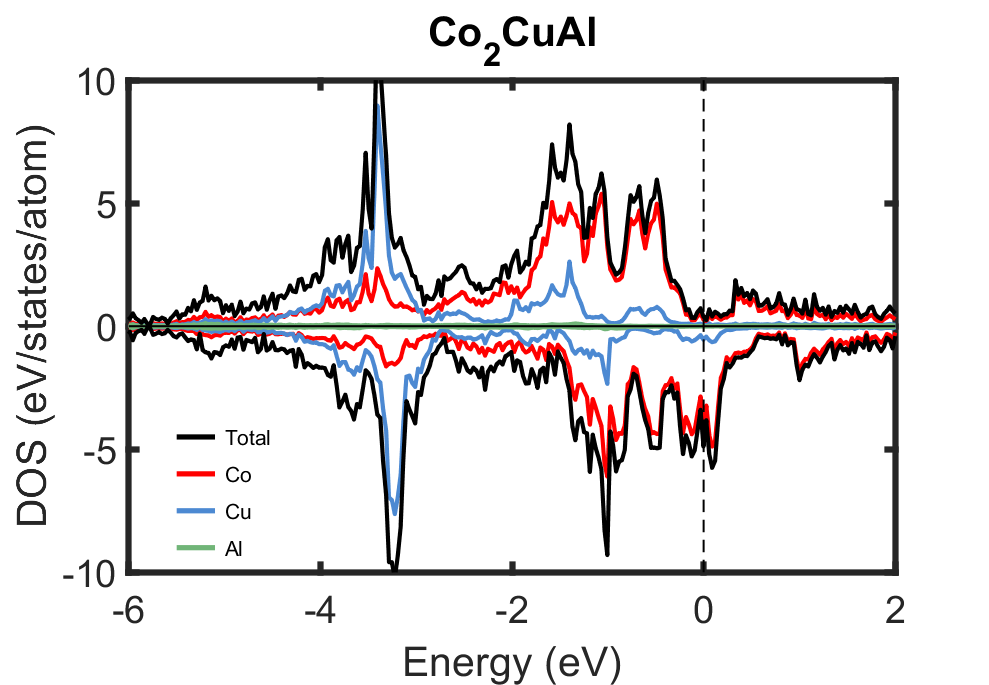 Co₂CuAl
DOS (eV/states/atom)
10
5
0
-5
-10
0
Total
Co
Cu
Al
-6
-4
-2
0
2
Energy (eV)